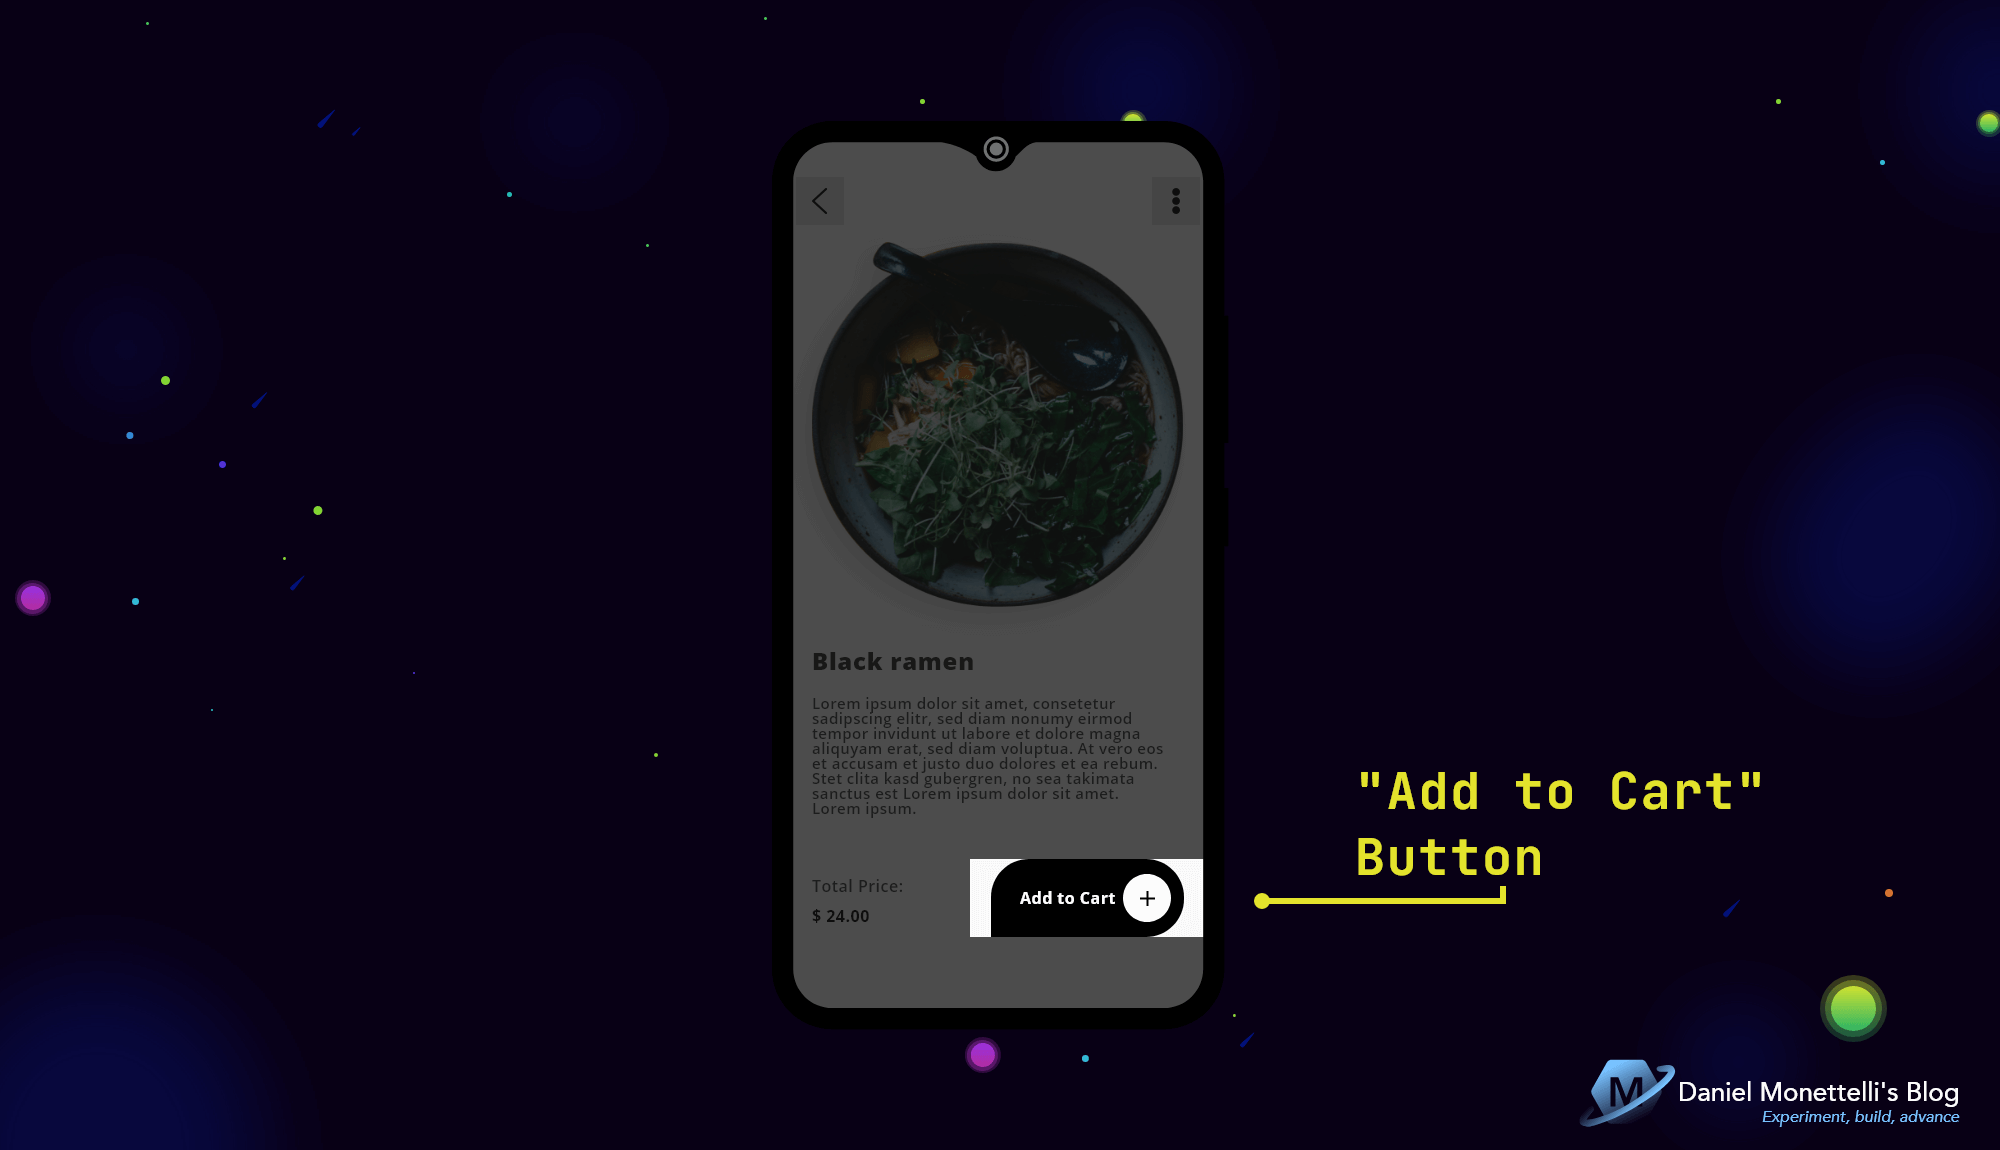 Black ramen
Lorem ipsum dolor sit amet, consetetur
sadipscing elitr, sed diam nonumy eirmod
tempor invidunt ut labore et dolore magna
aliquyam erat, sed diam voluptua. At vero eos
et accusam et justo duo dolores et ea rebum.
Stet clita kasd gubergren, no sea takimata
sanctus est Lorem ipsum dolor sit amet.
Lorem ipsum.
Total Price:
$ 24.00
Add to Cart +
"Add to Cart"
Button
M
Daniel Monettelli's Blog
Experiment, build, advance